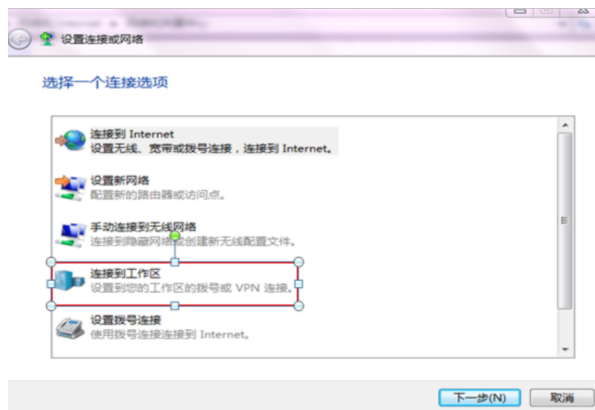 设置连接或网络
选择一个连接选项
连接到 Internet
设置无线、宽带或拨号连接，连接到 Internet。
设置新网络
配置新的路由器或访问点。
手动连接到无线网络
连接到隐藏网络或创建新无线配置文件。
连接到工作区
设置到您的工作区的拨号或 VPN 连接。
设置拨号连接
使用拨号连接连接到 Internet。
下一步(N)
取消